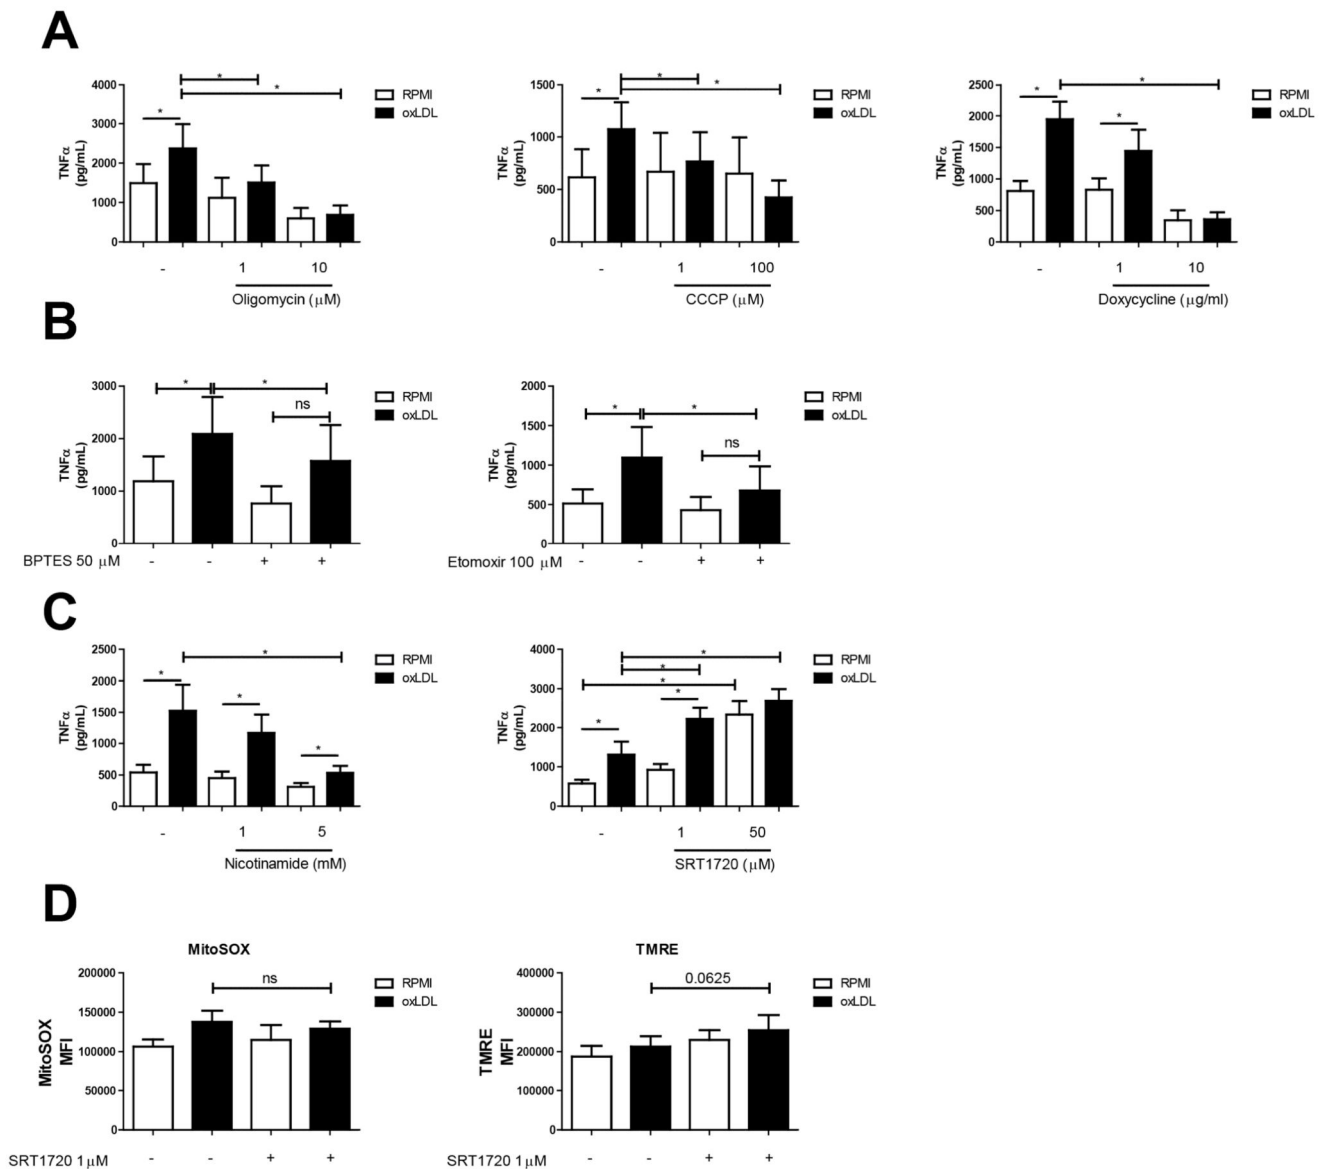 A
4000
3000
2000
1000
0
TNFα
(pg/mL)
*
*
*
RPMI
oxLDL
- 1 10
Oligomycin (μM)
1500
1000
500
0
TNFα
(pg/mL)
*
*
*
RPMI
oxLDL
- 1 100
CCCP (μM)
2500
2000
1500
1000
500
0
TNFα
(pg/mL)
*
*
*
RPMI
oxLDL
- 1 10
Doxycycline (μg/ml)
B
3000
2000
1000
0
TNFα
(pg/mL)
* *
ns
RPMI
oxLDL
BPTES 50 μM - - + +
2000
1500
1000
500
0
TNFα
(pg/mL)
* *
ns
RPMI
oxLDL
Etomoxir 100 μM - - + +
C
2500
2000
1500
1000
500
0
TNFα
(pg/mL)
*
*
*
*
RPMI
oxLDL
- 1 5
Nicotinamide (mM)
4000
3000
2000
1000
0
TNFα
(pg/mL)
*
*
*
*
*
RPMI
oxLDL
- 1 50
SRT1720 (μM)
D
MitoSOX
200000
150000
100000
50000
0
MitoSOX
MFI
ns
RPMI
oxLDL
SRT1720 1μM - - + +
TMRE
400000
300000
200000
100000
0
TMRE
MFI
0.0625
RPMI
oxLDL
SRT1720 1μM - - + +